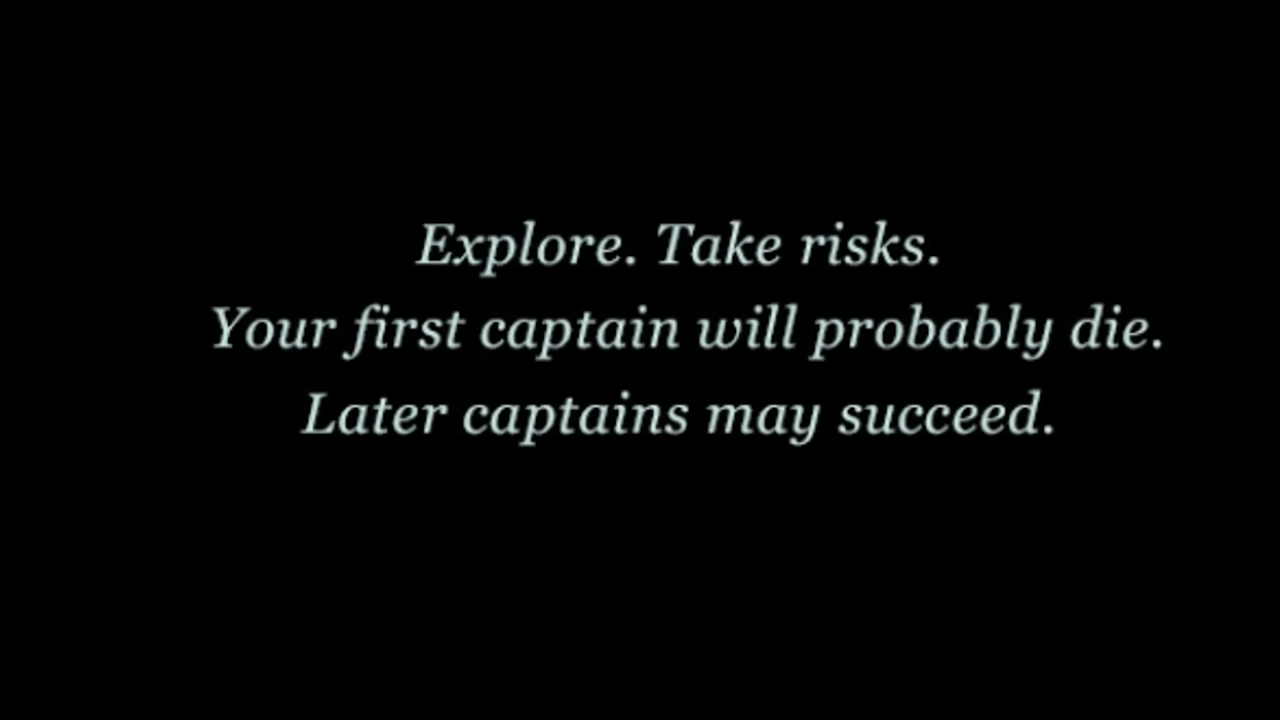 Explore. Take risks.
Your first captain will probably die.
Later captains may succeed.